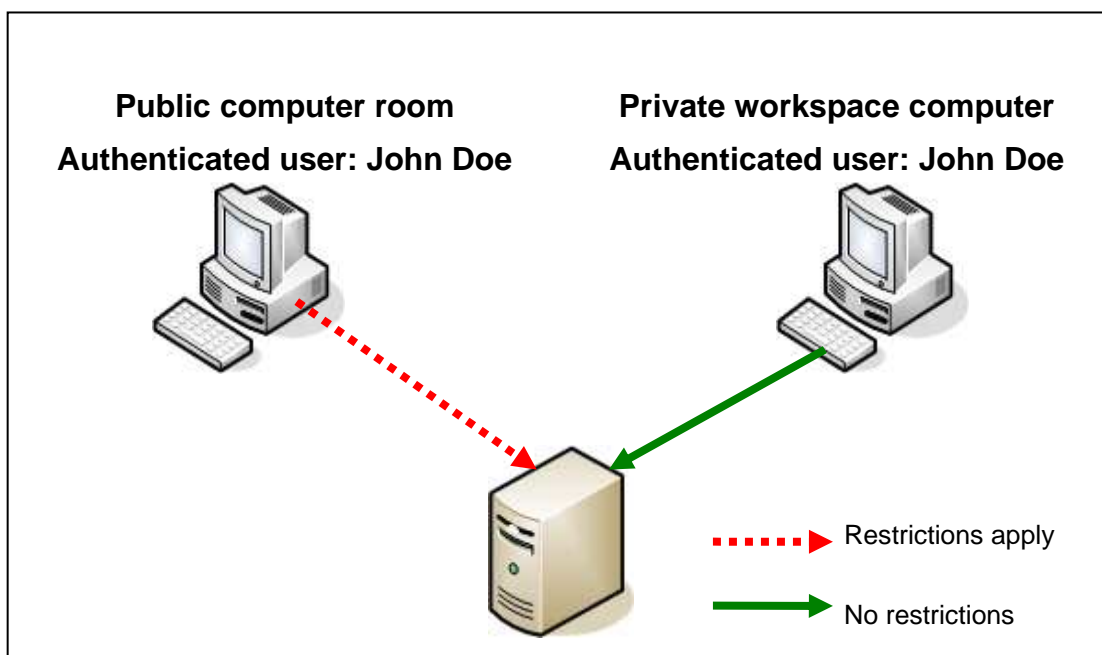 Public computer room
Authenticated user: John Doe
Private workspace computer
Authenticated user: John Doe
Restrictions apply
No restrictions